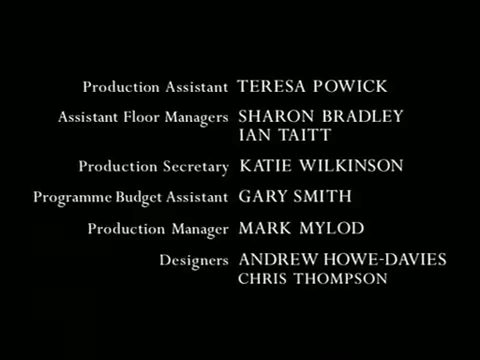 Production Assistant TERESA POWICK
Assistant Floor Managers SHARON BRADLEY
IAN TAITT
Production Secretary KATIE WILKINSON
Programme Budget Assistant GARY SMITH
Production Manager MARK MYLOD
Designers ANDREW HOWE-DAVIES
CHRIS THOMPSON